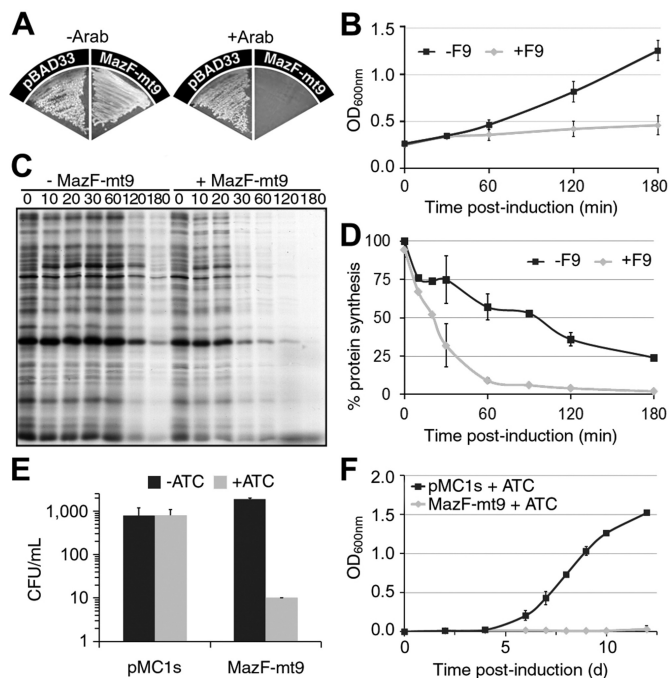 A
-Arab
+Arab
pBAD33
MazF-mt9
pBAD33
MazF-mt9
B
-F9
+F9
OD600nm
1.5
1.0
0.5
0.0
0
60
120
180
Time post-induction (min)
C
- MazF-mt9
+ MazF-mt9
0 10 20 30 60 120 180 0 10 20 30 60 120 180
D
-F9
+F9
% protein synthesis
100
75
50
25
0
0
60
120
180
Time post-induction (min)
E
-ATC
+ATC
CFU/mL
1,000
100
10
1
pMC1s
MazF-mt9
F
pMC1s + ATC
MazF-mt9 + ATC
OD600nm
2.0
1.5
1.0
0.5
0.0
0
5
10
Time post-induction (d)